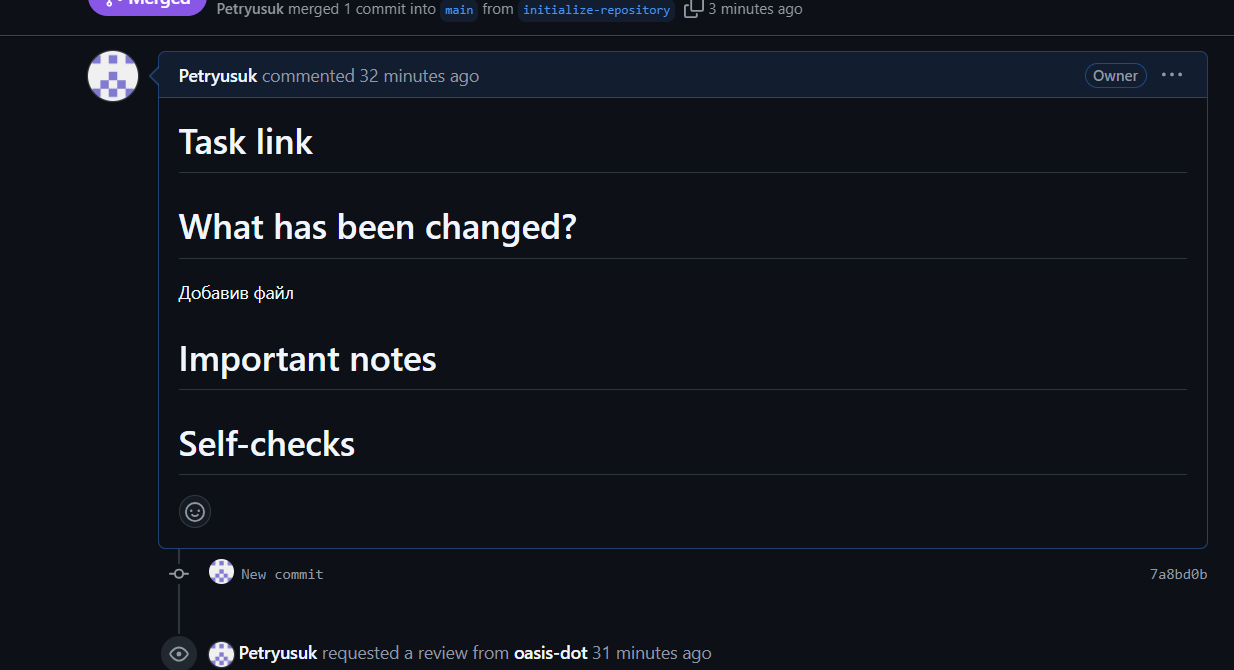 Merged
Petryusuk merged 1 commit into main from initialize-repository 3 minutes ago
Petryusuk commented 32 minutes ago Owner
Task link
What has been changed?
Добавив файл
Important notes
Self-checks
New commit 7a8bd0b
Petryusuk requested a review from oasis-dot 31 minutes ago